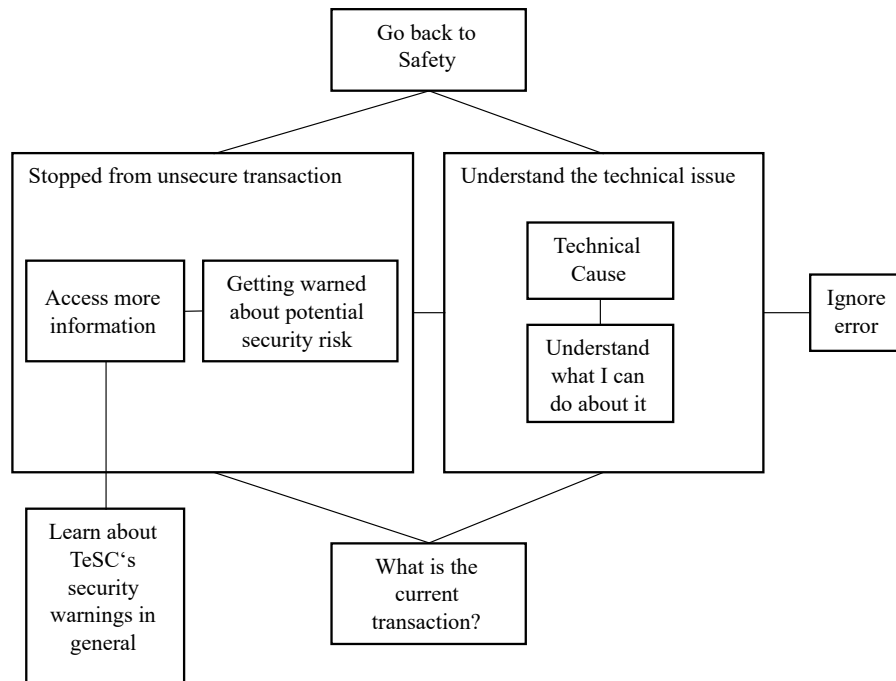 Go back to
Safety
Stopped from unsecure transaction
Understand the technical issue
Access more
information
Getting warned
about potential
security risk
Technical
Cause
Understand
what I can
do about it
Ignore
error
Learn about
TeSC‘s
security
warnings in
general
What is the
current
transaction?